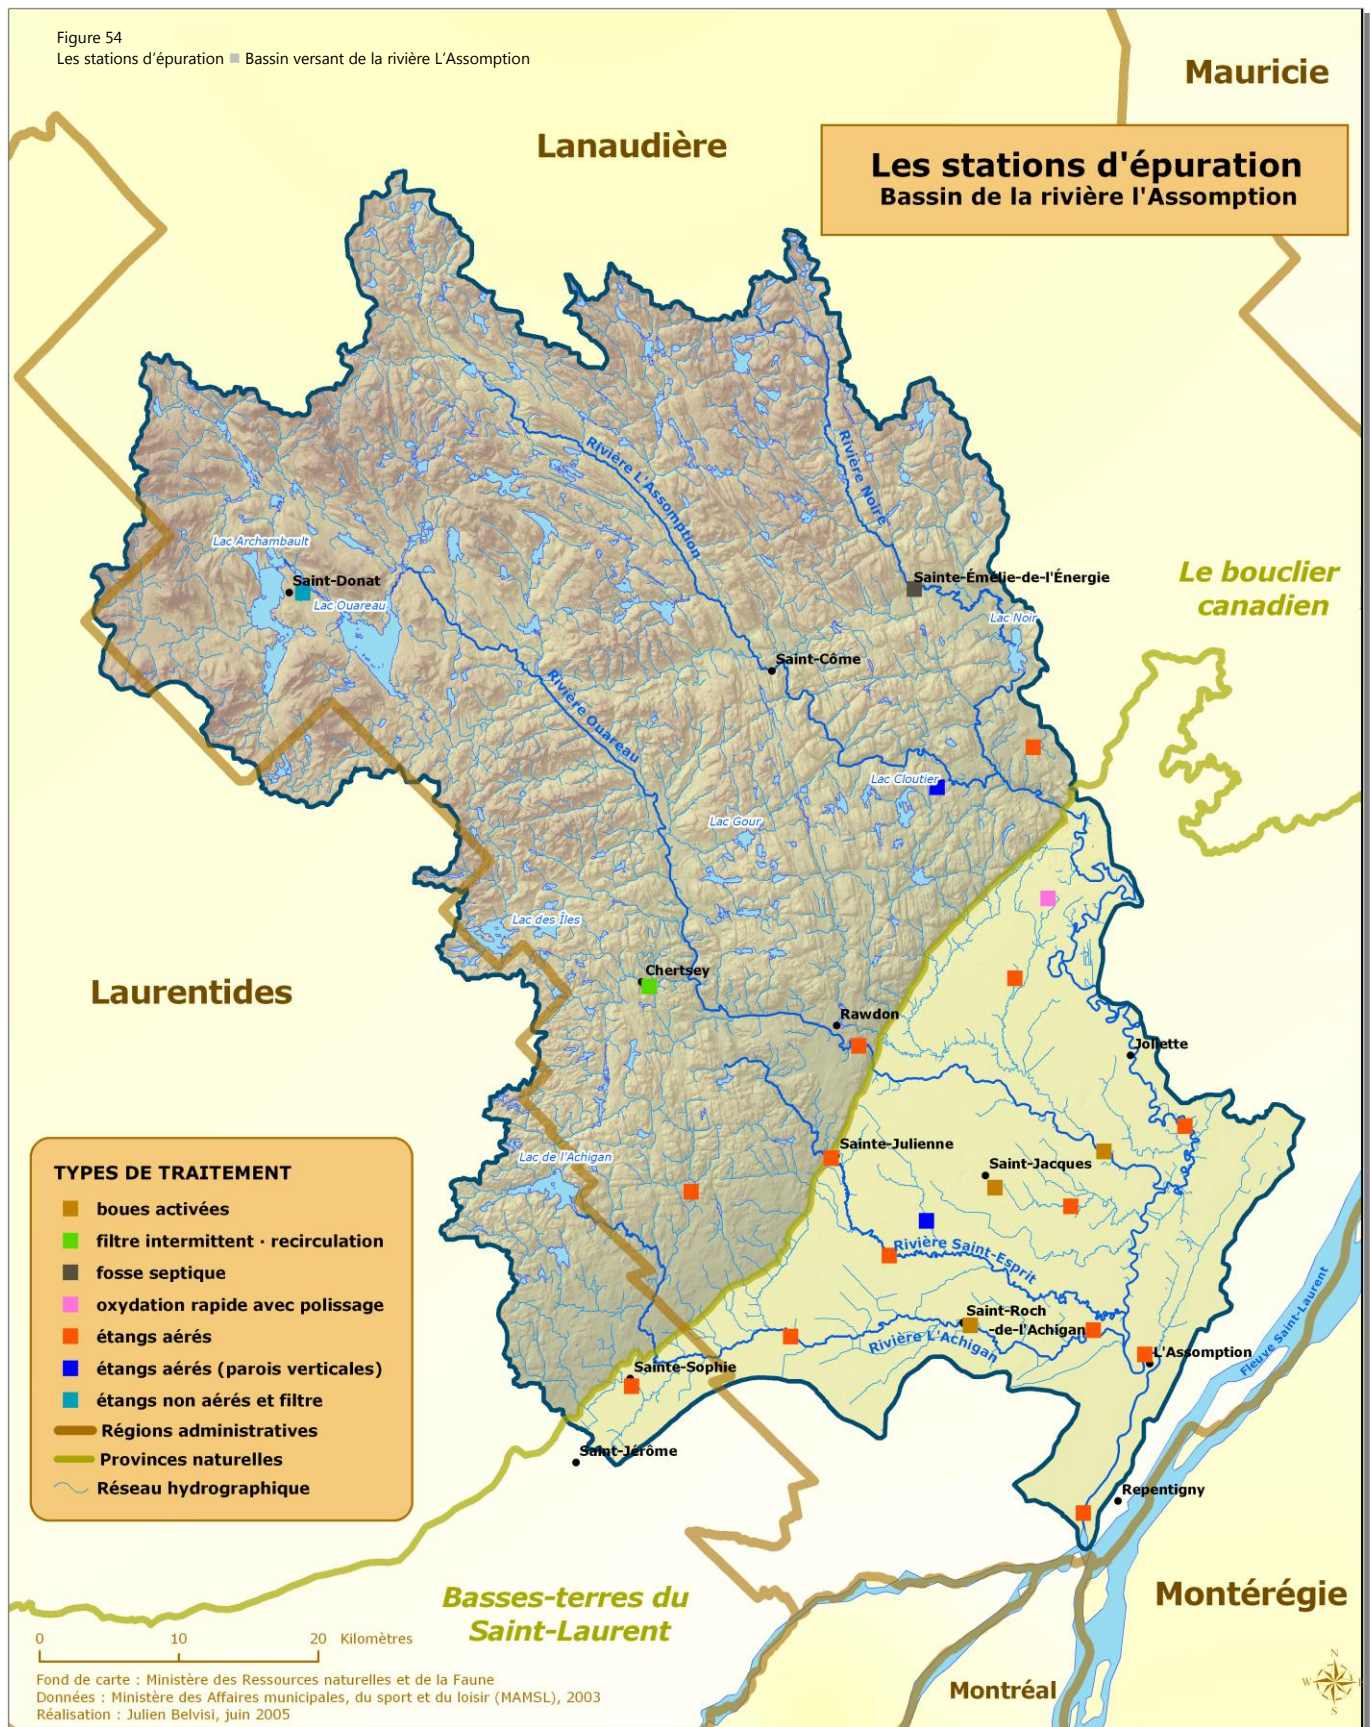 Figure 54
Les stations d'épuration ■ Bassin versant de la rivière L'Assomption
Mauricie
Lanaudière
Les stations d'épuration
Bassin de la rivière l'Assomption
Rivière L'Assomption
Rivière Noire
Lac Archambault
Saint-Donat
Lac Ouareau
Sainte-Émélie-de-l'Énergie
Le bouclier
canadien
Lac Noir
Saint-Côme
Rivière Ouareau
Lac Cloutier
Lac Gour
Lac des Îles
Chertsey
Laurentides
Rawdon
Joliette
Sainte-Julienne
Lac de l'Achigan
Saint-Jacques
Rivière Saint-Esprit
Saint-Roch
-de-l'Achigan
Rivière L'Achigan
L'Assomption
Fleuve Saint-Laurent
Sainte-Sophie
Saint-Jérôme
Repentigny
TYPES DE TRAITEMENT
boues activées
filtre intermittent · recirculation
fosse septique
oxydation rapide avec polissage
étangs aérés
étangs aérés (parois verticales)
étangs non aérés et filtre
Régions administratives
Provinces naturelles
Réseau hydrographique
Basses-terres du
Saint-Laurent
Montérégie
Montréal
0 10 20 Kilomètres
Fond de carte : Ministère des Ressources naturelles et de la Faune
Données : Ministère des Affaires municipales, du sport et du loisir (MAMSL), 2003
Réalisation : Julien Belvisi, juin 2005
N
W
S